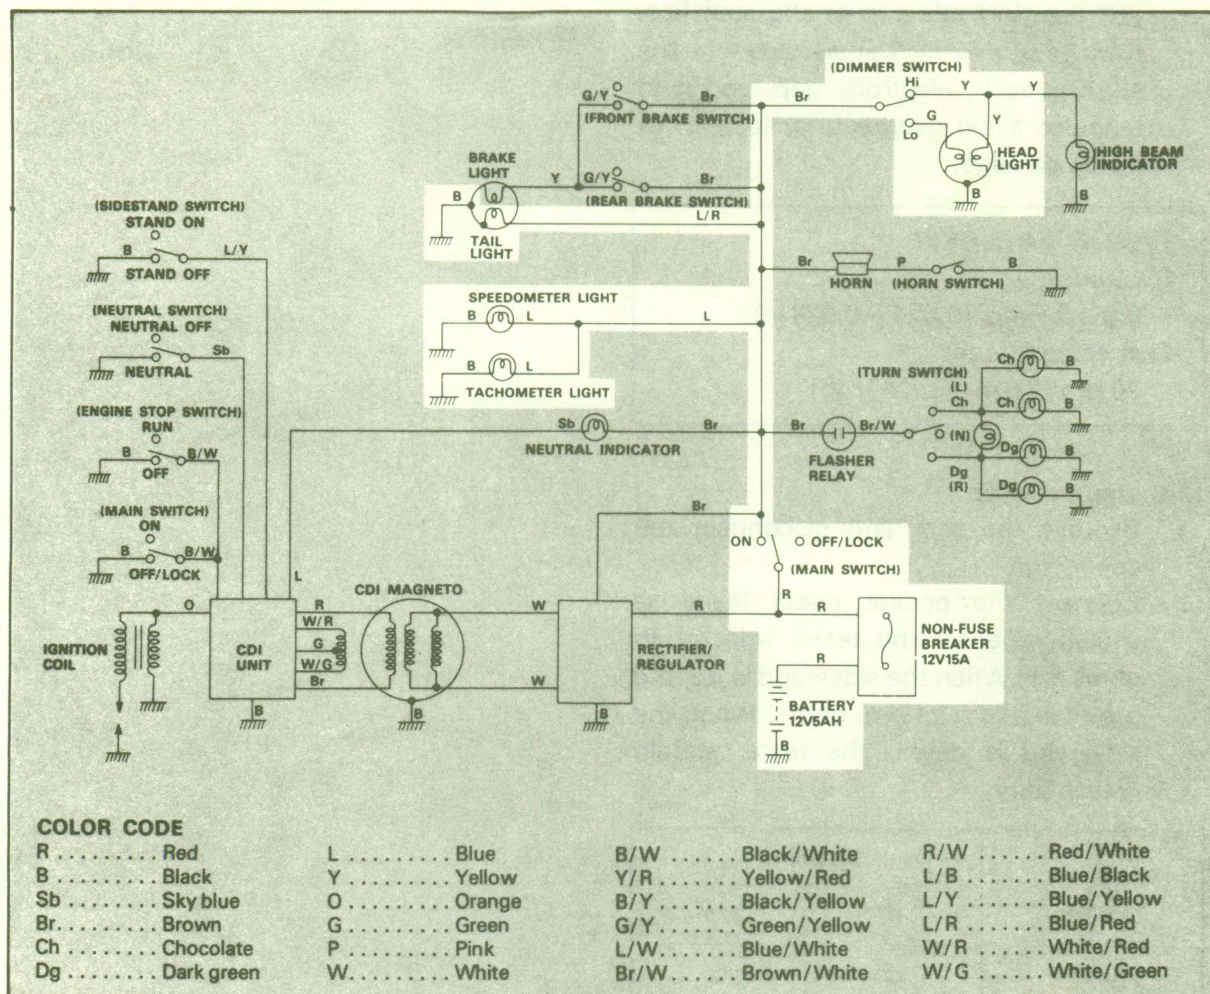 (DIMMER SWITCH)
Hi
Y Y
G/Y Br Br
(FRONT BRAKE SWITCH)
G
Lo
Y
HEAD
LIGHT
HIGH BEAM
INDICATOR
B B
BRAKE
LIGHT
Y G/Y Br
(REAR BRAKE SWITCH)
B
L/R
TAIL
LIGHT
(SIDESTAND SWITCH)
STAND ON
B L/Y
STAND OFF
Br P B
HORN (HORN SWITCH)
SPEEDOMETER LIGHT
B L L
B L
TACHOMETER LIGHT
(NEUTRAL SWITCH)
NEUTRAL OFF
Sb
NEUTRAL
(TURN SWITCH)
(L)
Ch
Ch B
Ch B
(ENGINE STOP SWITCH)
RUN
B B/W
OFF
Sb Br
NEUTRAL INDICATOR
Br Br/W
FLASHER
RELAY
(N)
Dg B
Dg
(R)
Dg B
(MAIN SWITCH)
ON
B B/W
OFF/LOCK
Br
ON OFF/LOCK
(MAIN SWITCH)
R
L
CDI MAGNETO
O
IGNITION
COIL
CDI
UNIT
R
W/R
G
W/G
Br
B
B
W
W
RECTIFIER/
REGULATOR
B
R R
NON-FUSE
BREAKER
12V15A
R
BATTERY
12V5AH
B
COLOR CODE
R ......... Red L ......... Blue B/W ...... Black/White R/W ...... Red/White
B ......... Black Y ......... Yellow Y/R ....... Yellow/Red L/B ....... Blue/Black
Sb ........ Sky blue O ......... Orange B/Y ....... Black/Yellow L/Y ....... Blue/Yellow
Br......... Brown G ......... Green G/Y ....... Green/Yellow L/R ....... Blue/Red
Ch ........ Chocolate P ......... Pink L/W....... Blue/White W/R ...... White/Red
Dg ........ Dark green W......... White Br/W...... Brown/White W/G ...... White/Green